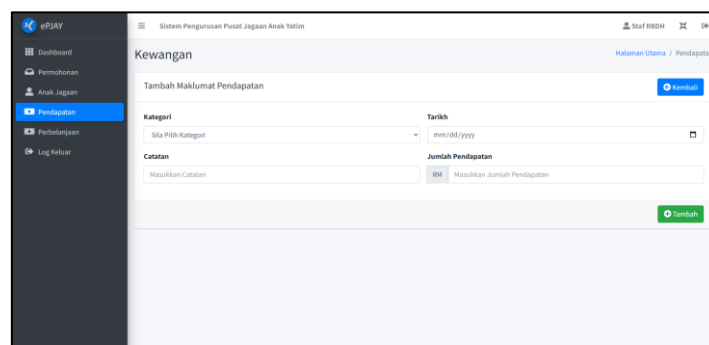 ePJAY
Sistem Pengurusan Pusat Jagaan Anak Yatim
Staf RBDH
Dashboard
Permohonan
Anak Jagaan
Pendapatan
Perbelanjaan
Log Keluar
Kewangan
Halaman Utama / Pendapata
Tambah Maklumat Pendapatan
Kembali
Kategori
Tarikh
Sila Pilih Kategori
mm/dd/yyyy
Catatan
Jumlah Pendapatan
Masukkan Catatan
RM Masukkan Jumlah Pendapatan
Tambah